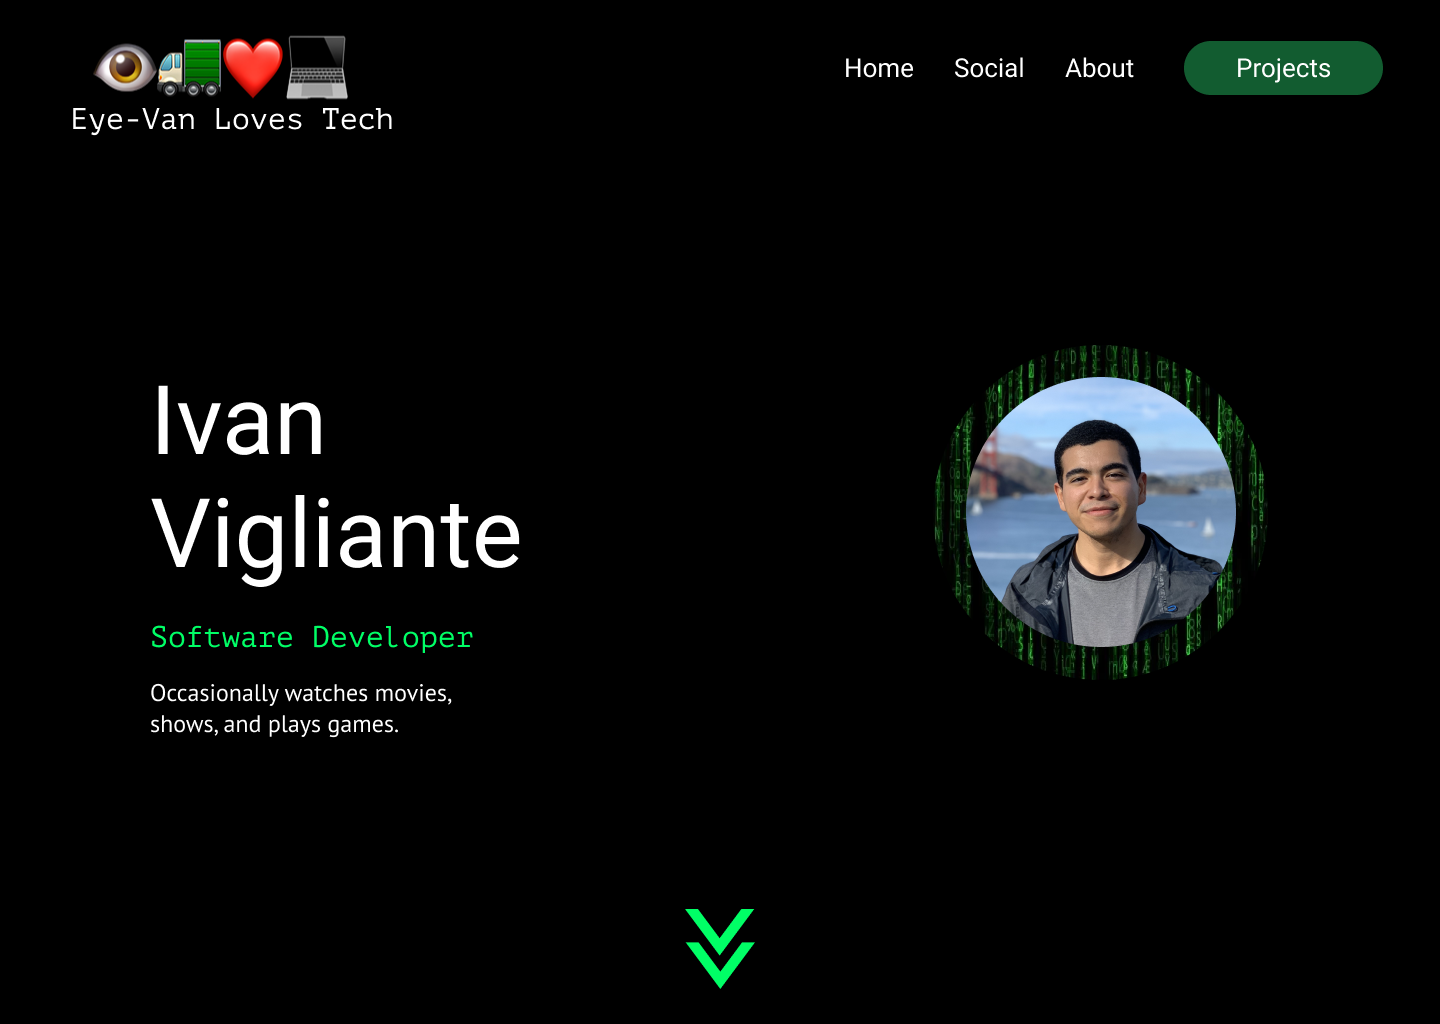 Eye-Van Loves Tech
Home Social About Projects
Ivan
Vigliante
Software Developer
Occasionally watches movies,
shows, and plays games.